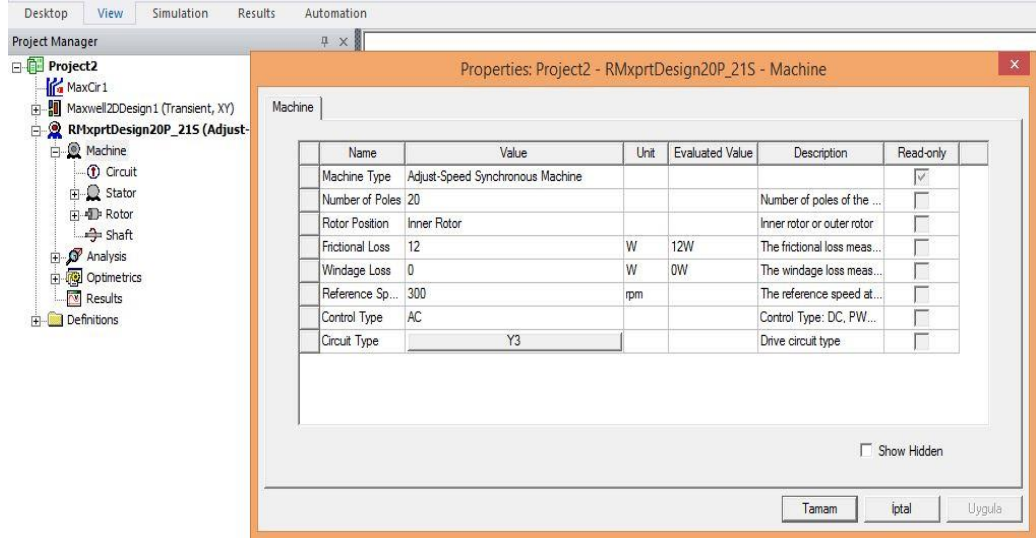 Desktop View Simulation Results Automation
Project Manager
Properties: Project2 - RMxprtDesign20P_21S - Machine
Project2
MaxCir1
Maxwell2DDesign1 (Transient, XY)
RMxprtDesign20P_21S (Adjust-
Machine
Circuit
Stator
Rotor
Shaft
Analysis
Optimetrics
Results
Definitions
Machine
Name Value Unit Evaluated Value Description Read-only
Machine Type Adjust-Speed Synchronous Machine
Number of Poles 20 Number of poles of the ...
Rotor Position Inner Rotor Inner rotor or outer rotor
Frictional Loss 12 W 12W The frictional loss meas...
Windage Loss 0 W 0W The windage loss meas...
Reference Sp... 300 rpm The reference speed at...
Control Type AC Control Type: DC, PW...
Circuit Type Y3 Drive circuit type
Show Hidden
Tamam İptal Uygula